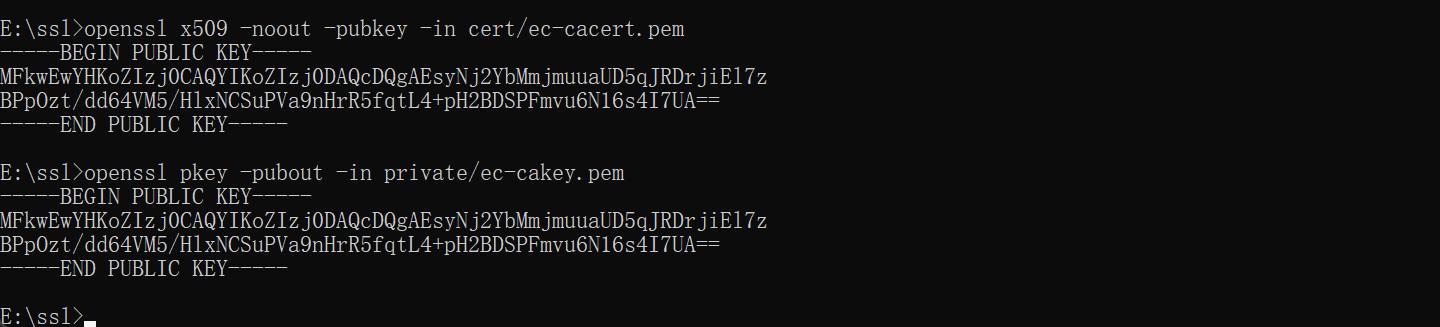 E:\ssl>openssl x509 -noout -pubkey -in cert/ec-cacert.pem
-----BEGIN PUBLIC KEY-----
MFkwEwYHKoZIzj0CAQYIKoZIzj0DAQcDQgAEsyNj2YbMmjmuuaUD5qJRDrjiEl7z
BPpOzt/dd64VM5/HlxNCSuPVa9nHrR5fqtL4+pH2BDSPFmvu6N16s4I7UA==
-----END PUBLIC KEY-----
E:\ssl>openssl pkey -pubout -in private/ec-cakey.pem
-----BEGIN PUBLIC KEY-----
MFkwEwYHKoZIzj0CAQYIKoZIzj0DAQcDQgAEsyNj2YbMmjmuuaUD5qJRDrjiEl7z
BPpOzt/dd64VM5/HlxNCSuPVa9nHrR5fqtL4+pH2BDSPFmvu6N16s4I7UA==
-----END PUBLIC KEY-----
E:\ssl>